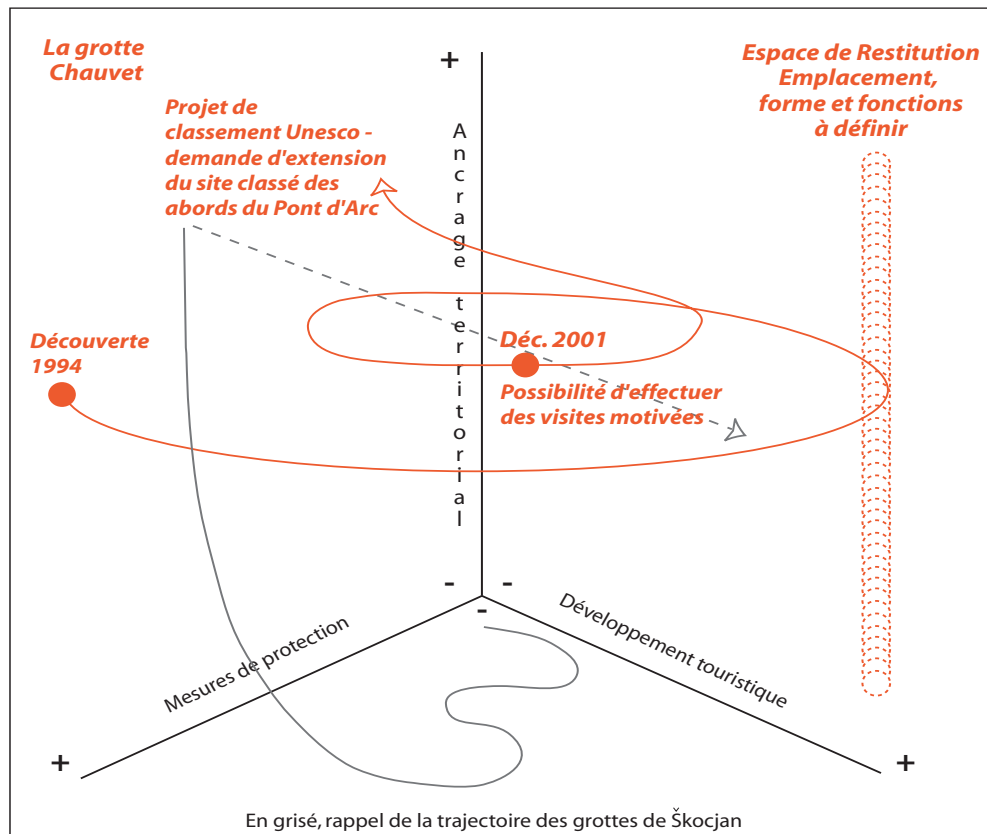 La grotte
Chauvet
Projet de
classement Unesco -
demande d'extension
du site classé des
abords du Pont d'Arc
+
Ancrage territorial
Espace de Restitution
Emplacement,
forme et fonctions
à définir
Découverte
1994
Déc. 2001
Possibilité d'effectuer
des visites motivées
- -
-
Mesures de protection
Développement touristique
+
+
En grisé, rappel de la trajectoire des grottes de Škocjan